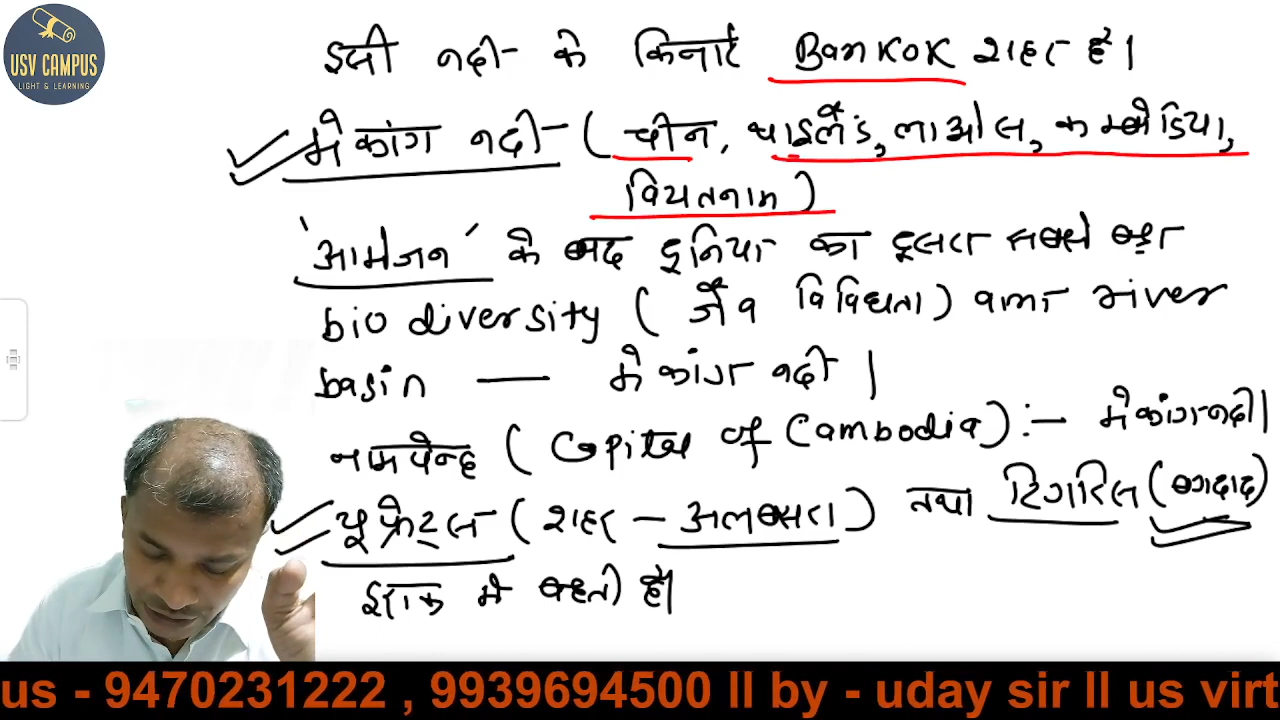 USV CAMPUS
LIGHT & LEARNING
इसी नदी के किनारे BanKoK शहर है।
मेकांग नदी - ( चीन, थाईलैंड, लाओस, कम्बोडिया,
वियतनाम )
'आमेजन' के बाद दुनिया का दूसरा सबसे बड़ा
bio diversity ( जैव विविधता ) वाला river
basin — मेकांग नदी।
नामपेन्ह ( Capital of Cambodia ) :- मेकांग नदी।
यूफ्रेट्स ( शहर - अलबसरा ) तथा टिगरिस ( बगदाद )
इराक में बहती है।
us - 9470231222 , 9939694500 ll by - uday sir ll us virt